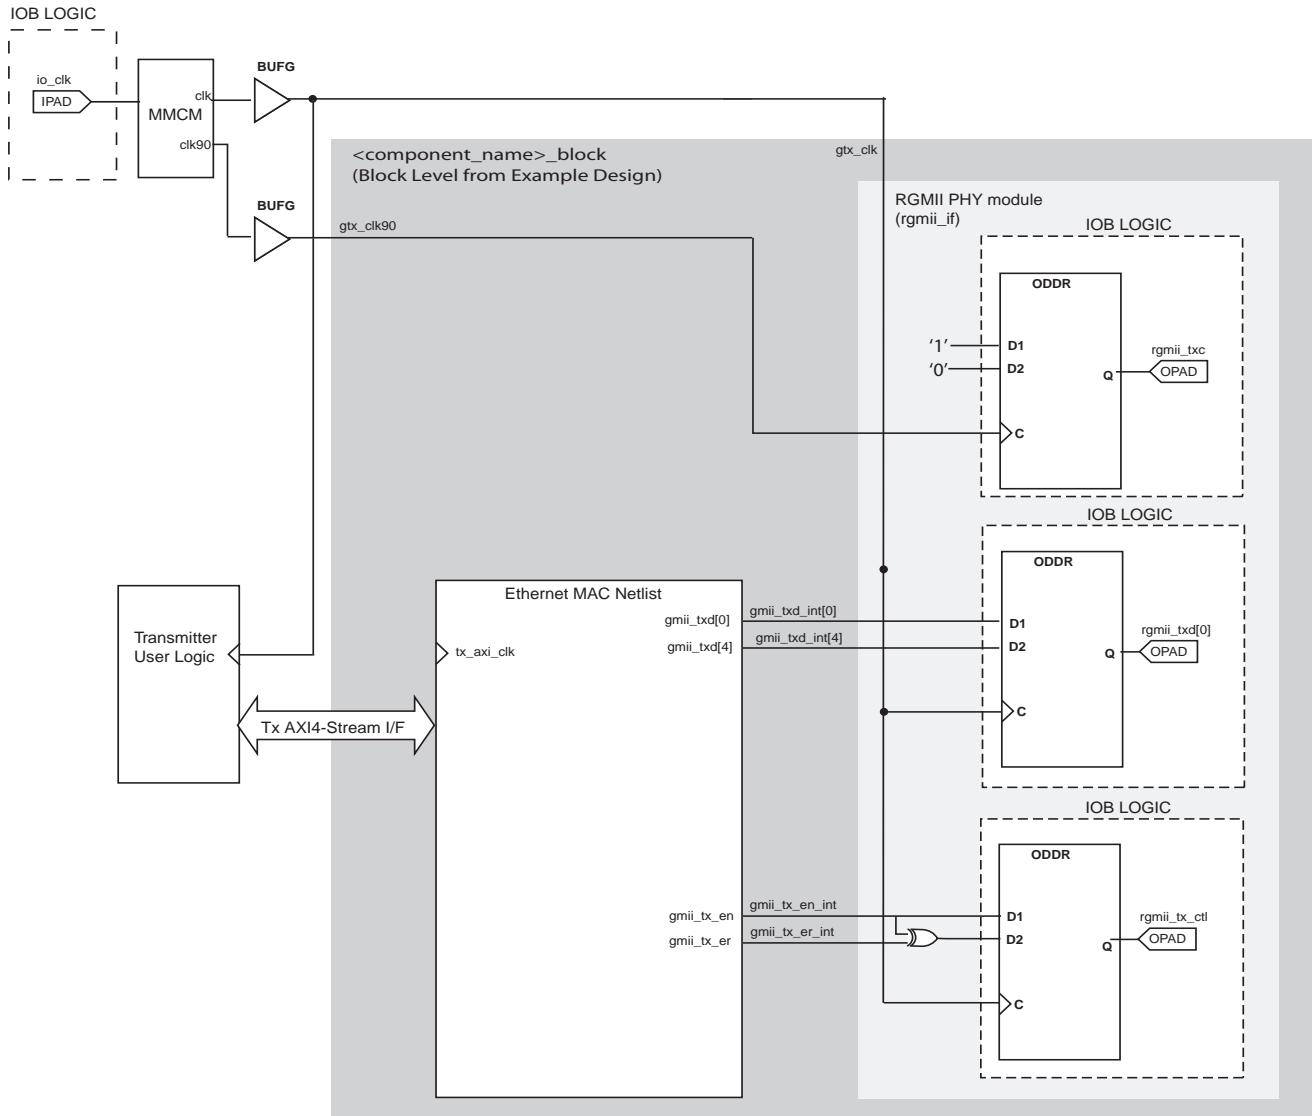 IOB LOGIC
io_clk
IPAD
MMCM
clk
clk90
BUFG
BUFG
gtx_clk90
<component_name>_block
(Block Level from Example Design)
gtx_clk
RGMII PHY module
(rgmii_if)
IOB LOGIC
ODDR
‘1’
‘0’
D1
D2
Q
C
rgmii_txc
OPAD
IOB LOGIC
ODDR
D1
D2
Q
C
rgmii_txd[0]
OPAD
Transmitter
User Logic
Tx AXI4-Stream I/F
Ethernet MAC Netlist
tx_axi_clk
gmii_txd[0]
gmii_txd[4]
gmii_txd_int[0]
gmii_txd_int[4]
gmii_tx_en
gmii_tx_er
gmii_tx_en_int
gmii_tx_er_int
IOB LOGIC
ODDR
D1
D2
Q
C
rgmii_tx_ctl
OPAD